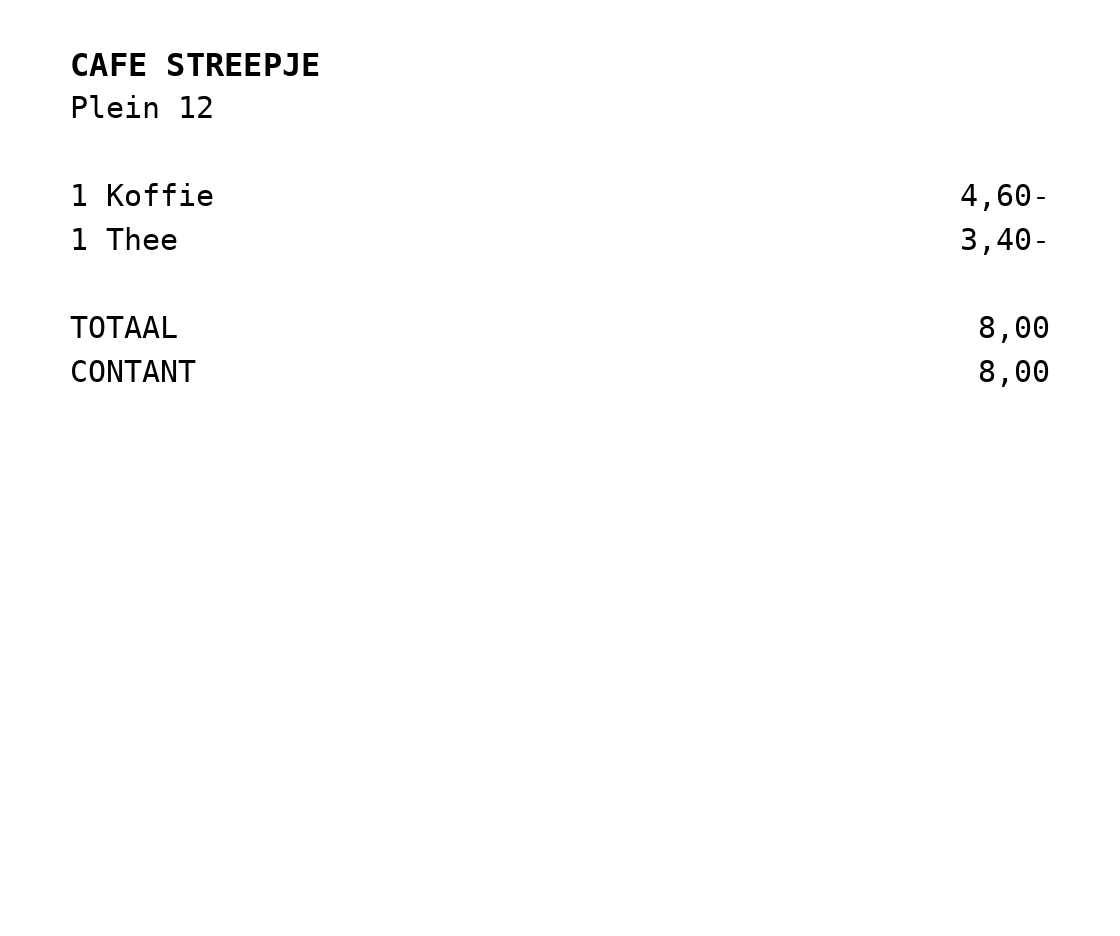 CAFE STREEPJE
Plein 12
1 Koffie 4,60-
1 Thee 3,40-
TOTAAL 8,00
CONTANT 8,00